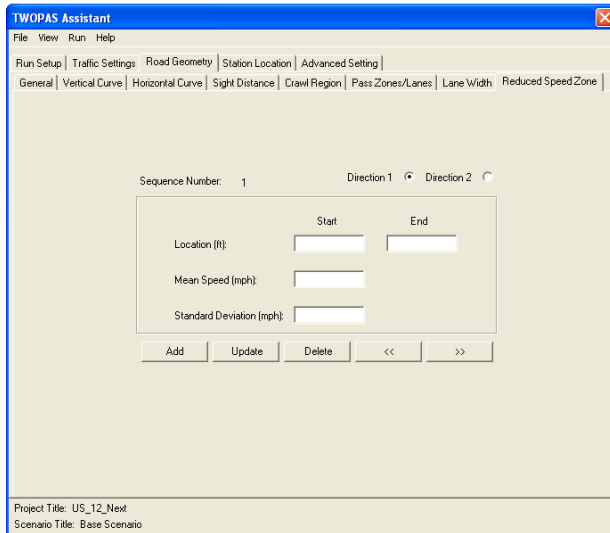 TWOPAS Assistant
File View Run Help
Run Setup Traffic Settings Road Geometry Station Location Advanced Setting
General Vertical Curve Horizontal Curve Sight Distance Crawl Region Pass Zones/Lanes Lane Width Reduced Speed Zone
Sequence Number: 1 Direction 1 Direction 2
Start End
Location (ft):
Mean Speed (mph):
Standard Deviation (mph):
Add Update Delete << >>
Project Title: US_12_Next
Scenario Title: Base Scenario